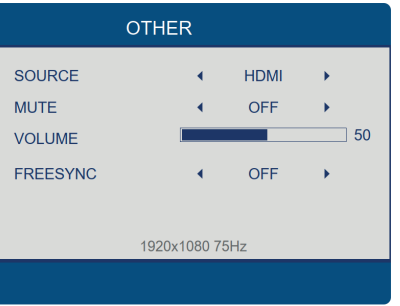 OTHER
SOURCE HDMI
MUTE OFF
VOLUME 50
FREESYNC OFF
1920x1080 75Hz